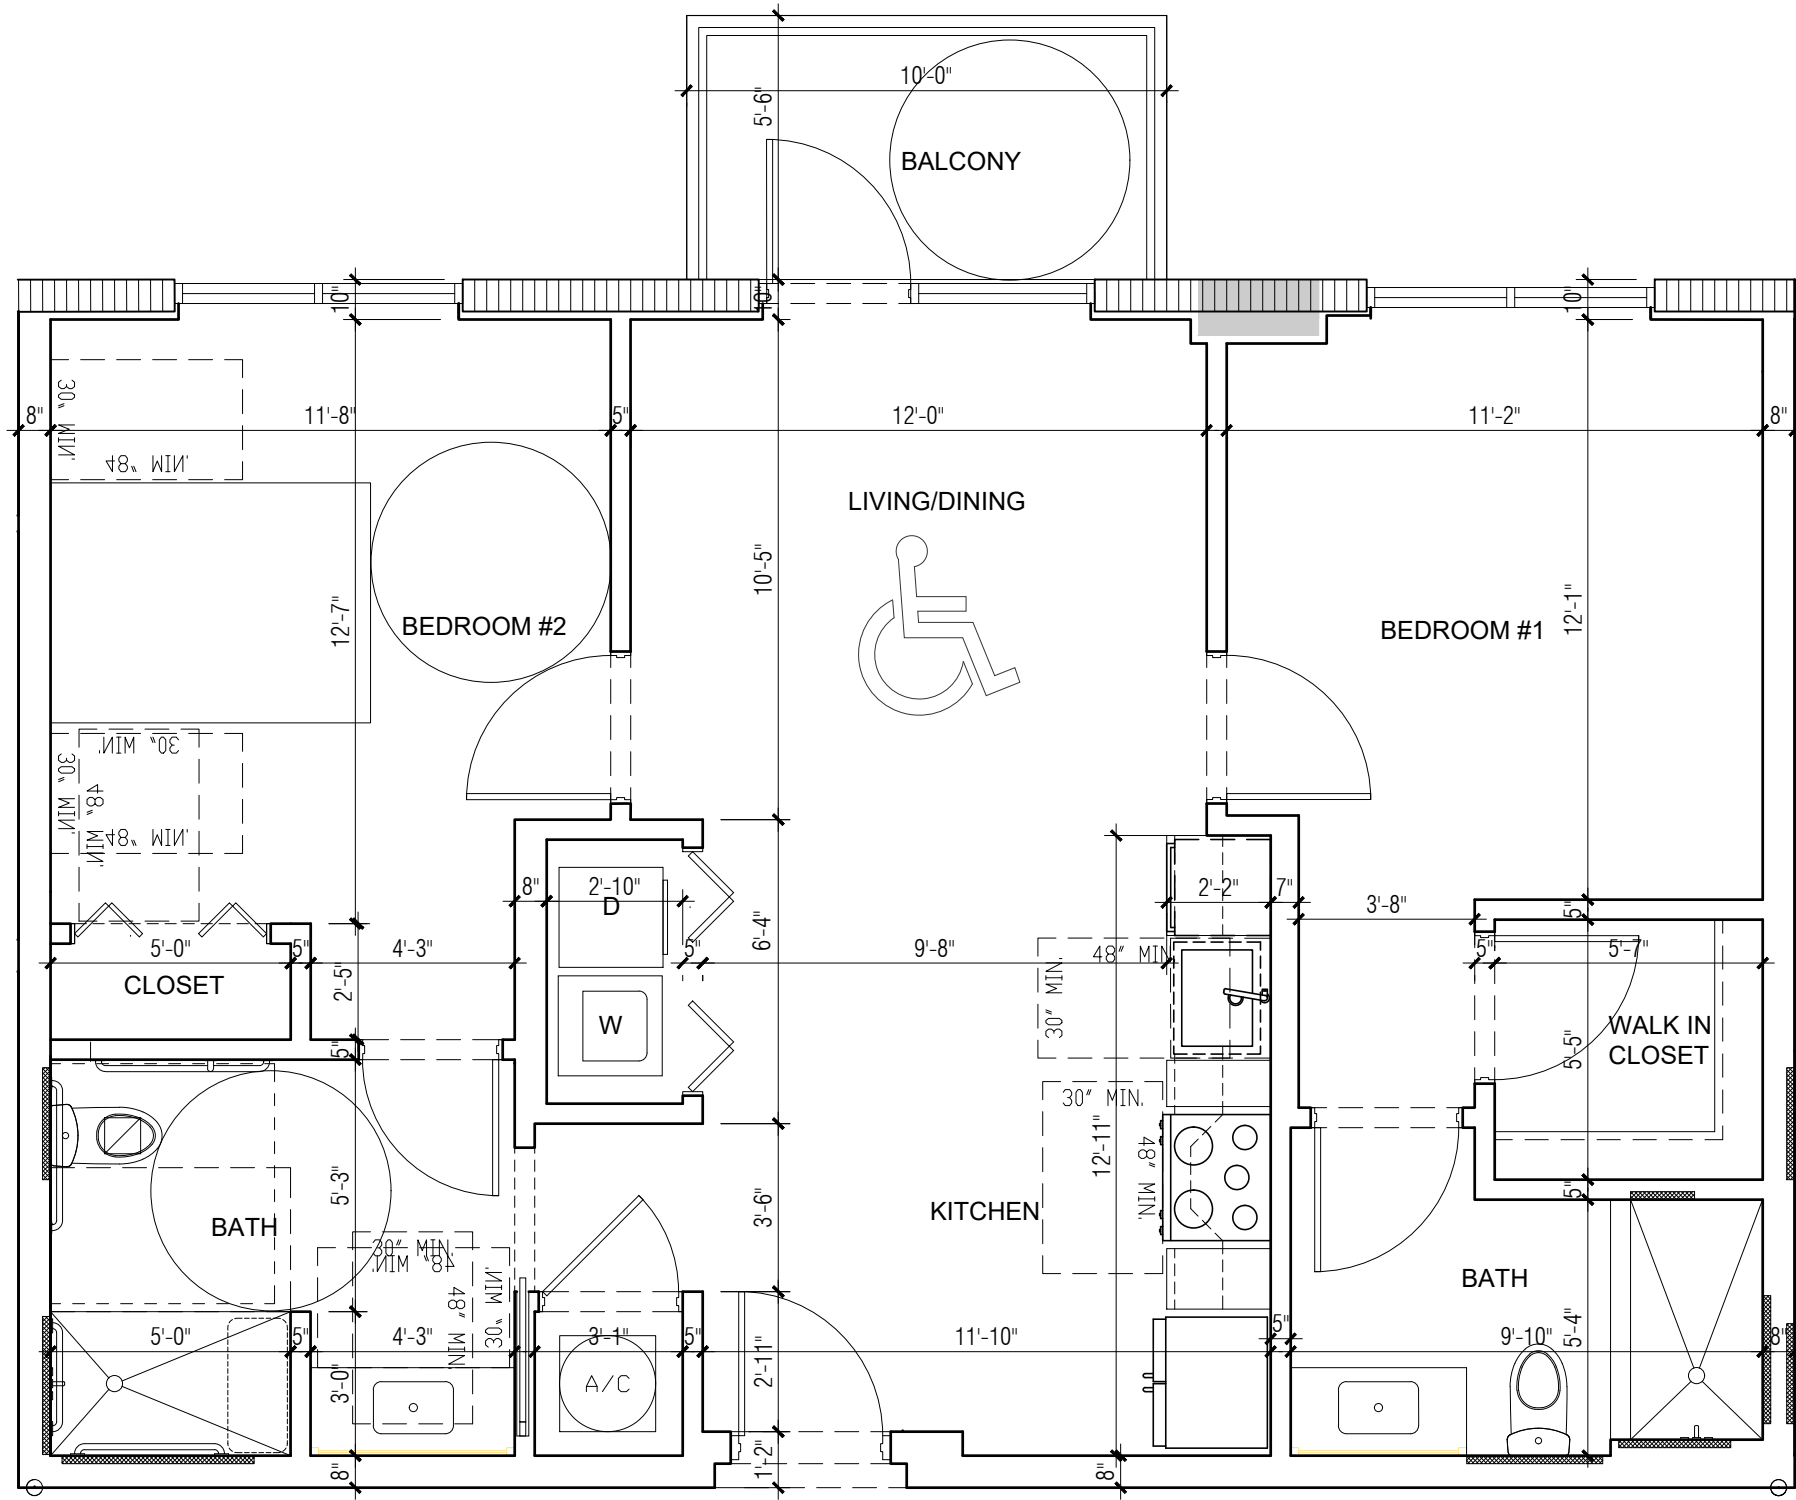 10'-0"
5'-6"
BALCONY
10"
10"
10"
30" MIN.
8"
11'-8"
5"
12'-0"
11'-2"
8"
48" MIN.
LIVING/DINING
10'-5"
12'-7"
BEDROOM #2
12'-1"
BEDROOM #1
30" MIN.
30" MIN.
48" MIN.
48" MIN.
8"
2'-10"
D
2'-2"
7"
3'-8"
5"
6'-4"
5'-0"
5"
4'-3"
5"
9'-8"
48" MIN.
5"
5'-7"
CLOSET
2'-5"
30" MIN.
W
WALK IN
CLOSET
5"
5'-5"
30" MIN.
12'-11"
48" MIN.
5'-3"
3'-6"
5"
BATH
KITCHEN
30" MIN.
48" MIN.
BATH
48" MIN.
30" MIN.
5'-0"
5"
4'-3"
3'-1"
5"
11'-10"
5"
9'-10"
5'-4"
8"
3'-0"
A/C
2'-11"
8"
1'-2"
8"